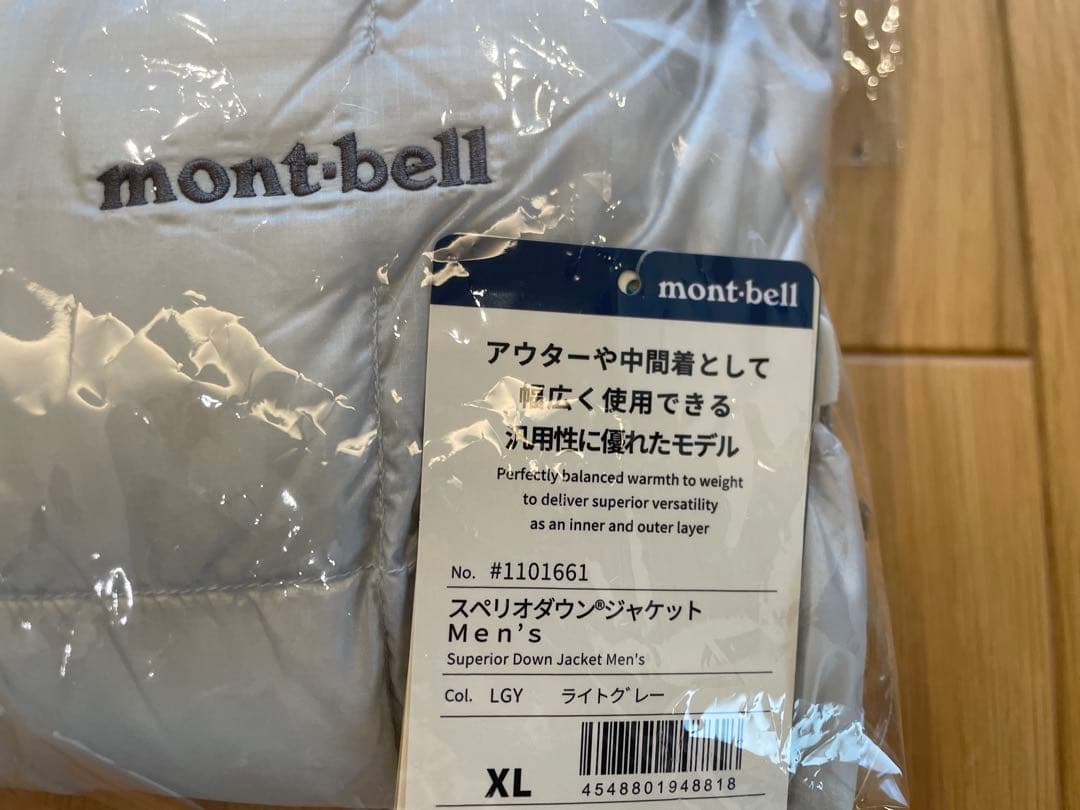 mont-bell
mont-bell
アウターや中間着として
幅広く使用できる
汎用性に優れたモデル
Perfectly balanced warmth to weight
to deliver superior versatility
as an inner and outer layer
No. #1101661
スペリオダウン®ジャケット
Men's
Superior Down Jacket Men's
Col. LGY ライトグレー
XL
4548801948818